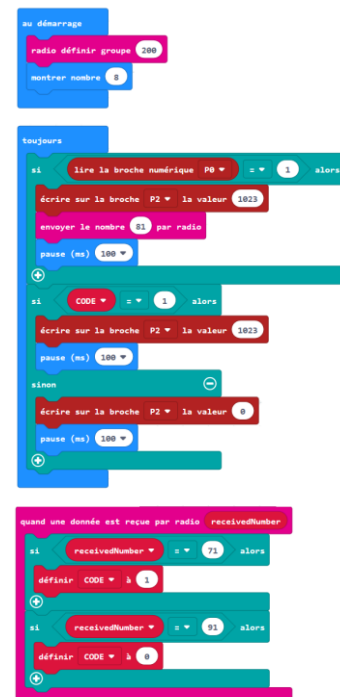 au démarrage
radio définir groupe 200
montrer nombre 8
toujours
si lire la broche numérique P0 = 1 alors
écrire sur la broche P2 la valeur 1023
envoyer le nombre 81 par radio
pause (ms) 100
si CODE = 1 alors
écrire sur la broche P2 la valeur 1023
pause (ms) 100
sinon
écrire sur la broche P2 la valeur 0
pause (ms) 100
quand une donnée est reçue par radio receivedNumber
si receivedNumber = 71 alors
définir CODE à 1
si receivedNumber = 91 alors
définir CODE à 0